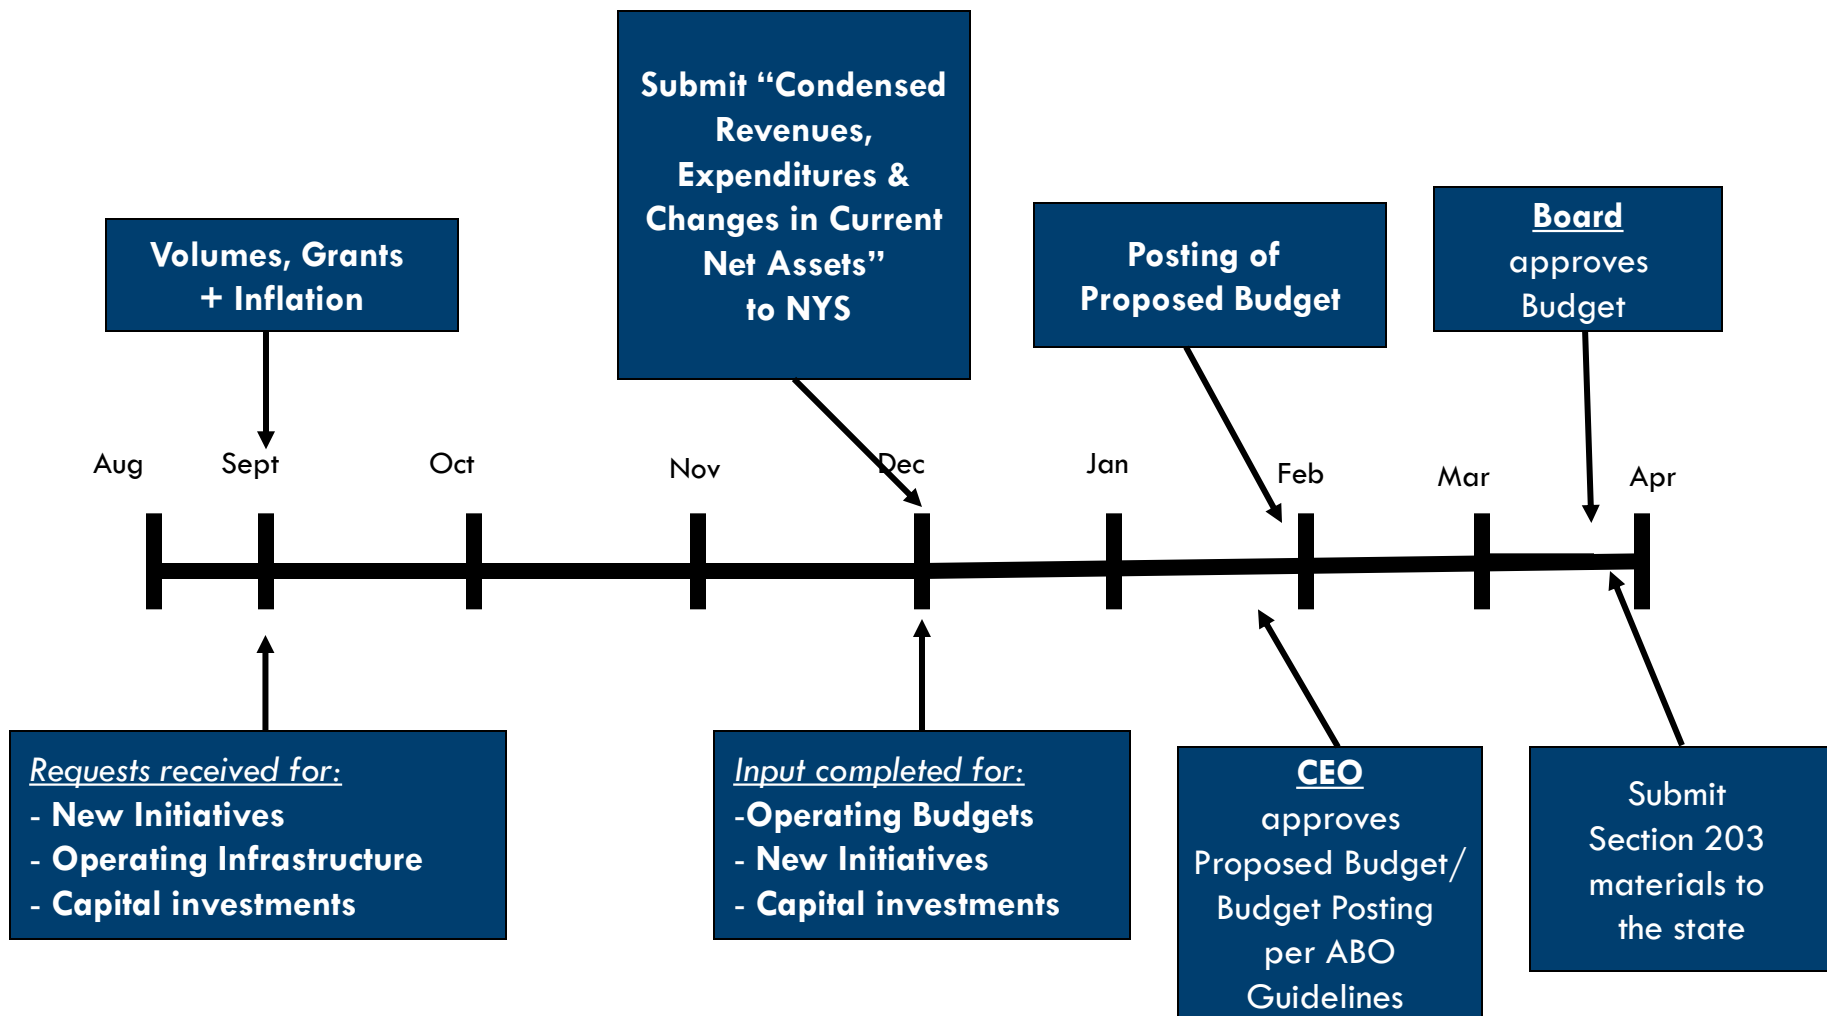 Submit “Condensed
Revenues,
Expenditures &
Changes in Current
Net Assets”
to NYS
Volumes, Grants
+ Inflation
Posting of
Proposed Budget
Board
approves
Budget
Aug
Sept
Oct
Nov
Dec
Jan
Feb
Mar
Apr
Requests received for:
- New Initiatives
- Operating Infrastructure
- Capital investments
Input completed for:
-Operating Budgets
- New Initiatives
- Capital investments
CEO
approves
Proposed Budget/
Budget Posting
per ABO
Guidelines
Submit
Section 203
materials to
the state